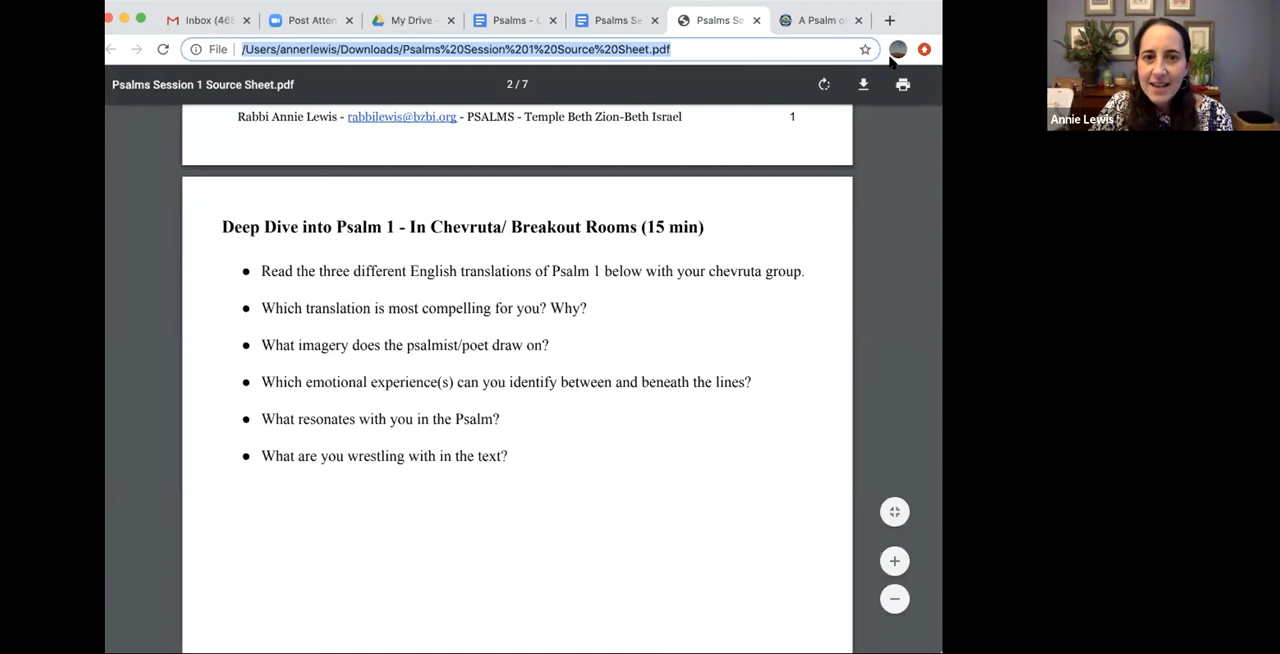 Inbox (46
Post Atten
My Drive -
Psalms -
Psalms Se
Psalms Se
A Psalm o
File
/Users/annerlewis/Downloads/Psalms%20Session%201%20Source%20Sheet.pdf
Psalms Session 1 Source Sheet.pdf
2 / 7
Annie Lewis
Rabbi Annie Lewis - rabbilewis@bzbi.org - PSALMS - Temple Beth Zion-Beth Israel 1
Deep Dive into Psalm 1 - In Chevruta/ Breakout Rooms (15 min)
● Read the three different English translations of Psalm 1 below with your chevruta group.
● Which translation is most compelling for you? Why?
● What imagery does the psalmist/poet draw on?
● Which emotional experience(s) can you identify between and beneath the lines?
● What resonates with you in the Psalm?
● What are you wrestling with in the text?